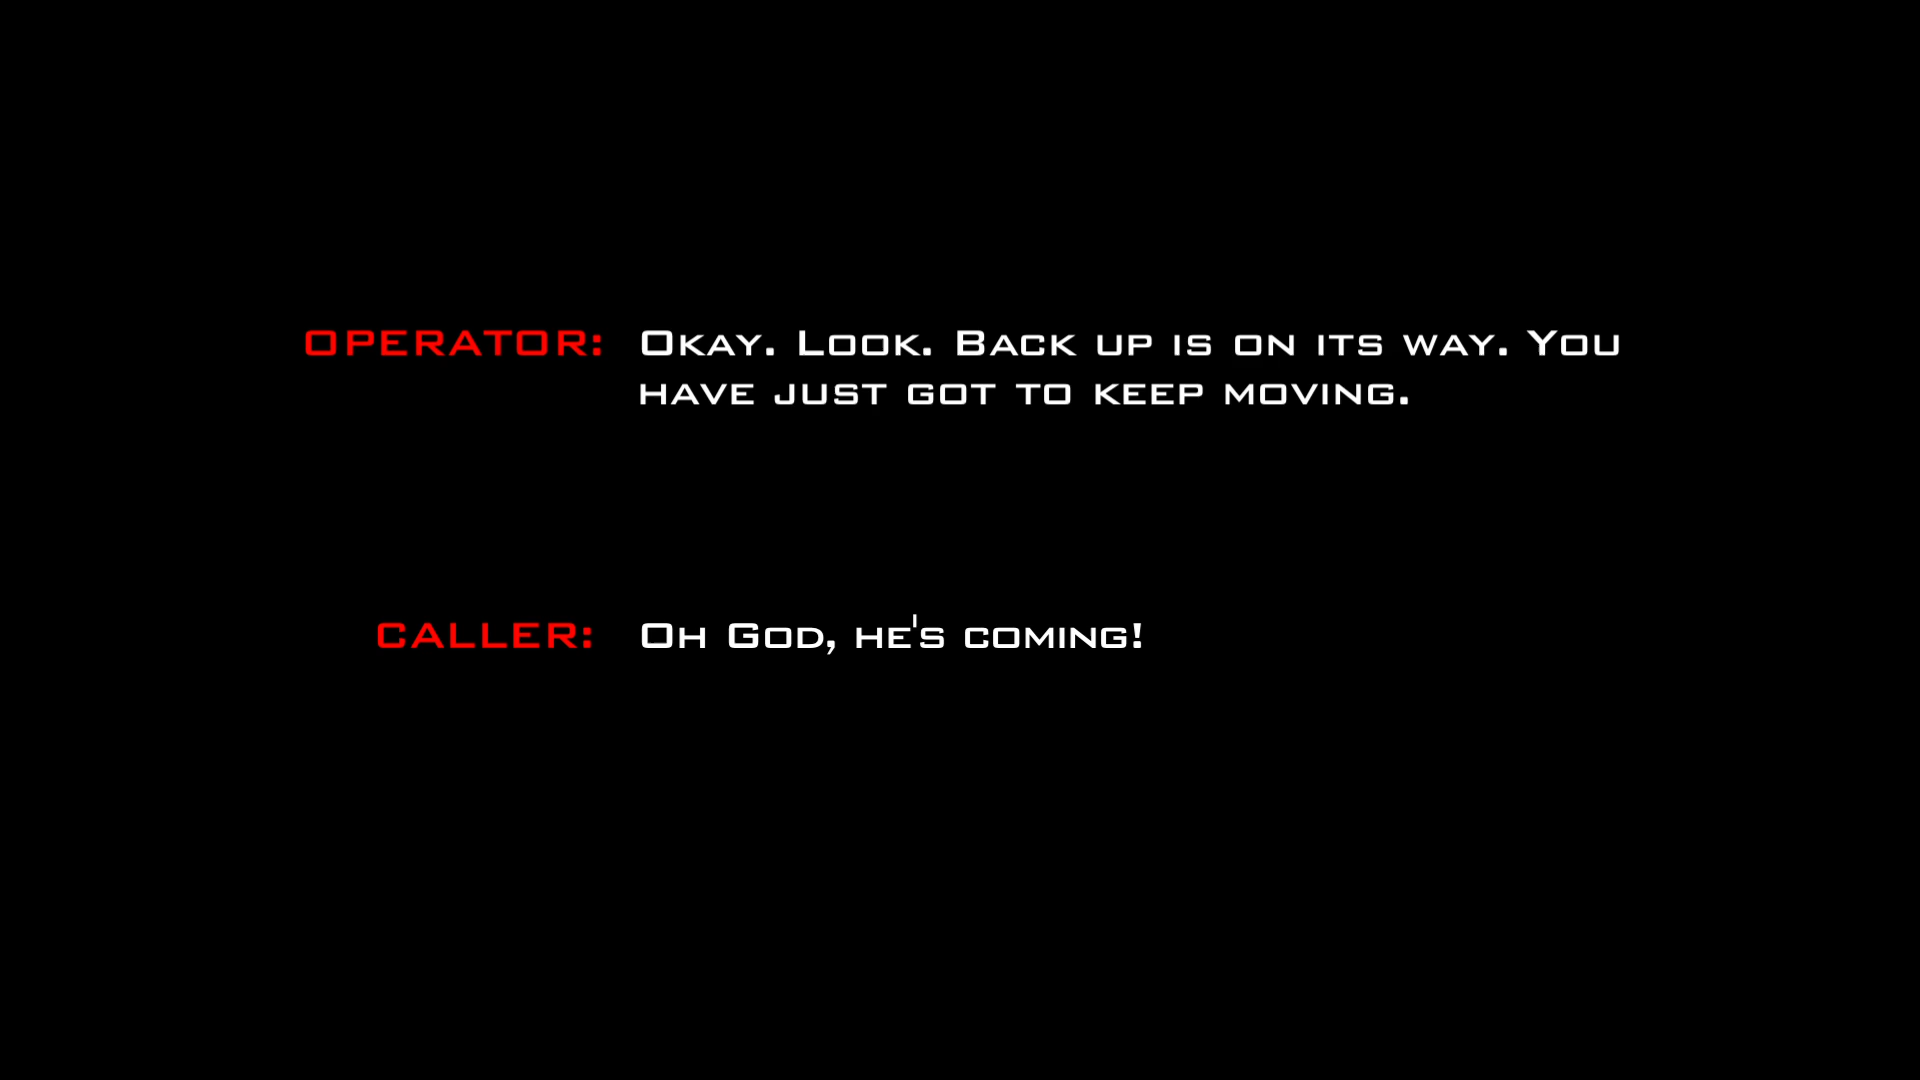 OPERATOR: Okay. Look. Back up is on its way. You
have just got to keep moving.
CALLER: Oh God, he's coming!